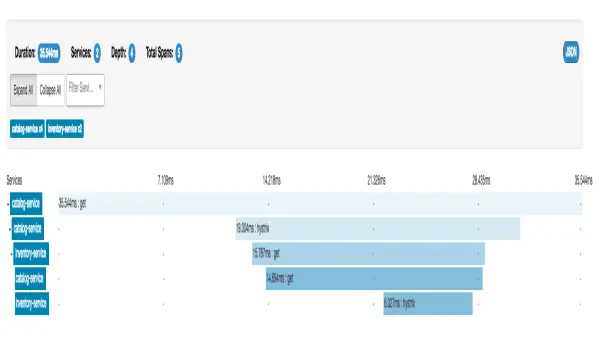 Duration: 35.544ms Services: 2 Depth: 4 Total Spans: 5 JSON
Expand All Collapse All Filter Servi...
catalog-service x4 inventory-service x2
Services 7.109ms 14.218ms 21.326ms 28.435ms 35.544ms
- catalog-service 35.544ms : get
- catalog-service 19.304ms : hystrix
- inventory-service 15.787ms : get
catalog-service 14.694ms : get
inventory-service 6.027ms : hystrix